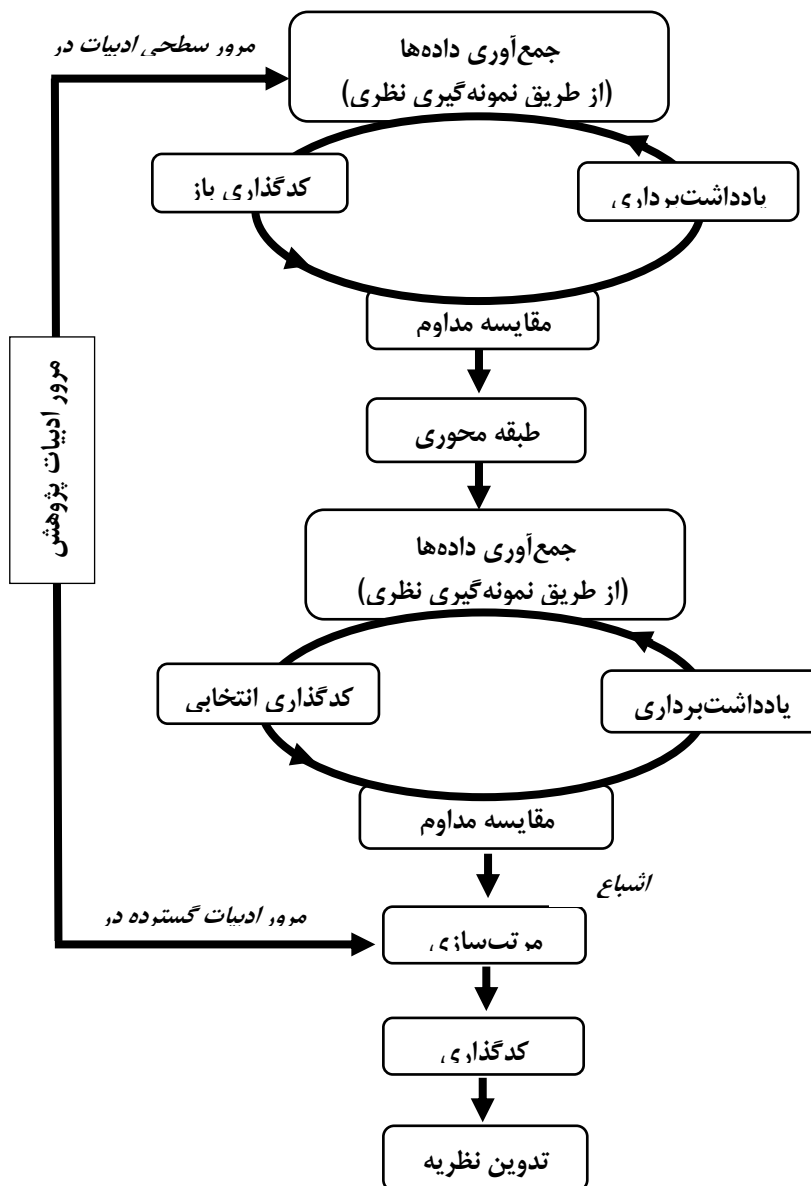 مرور سطحی ادبیات در
جمع‌آوری داده‌ها
(از طریق نمونه‌گیری نظری)
کدگذاری باز
یادداشت‌برداری
مقایسه مداوم
طبقه محوری
مرور ادبیات پژوهش
جمع‌آوری داده‌ها
(از طریق نمونه‌گیری نظری)
کدگذاری انتخابی
یادداشت‌برداری
مقایسه مداوم
اشباع
مرور ادبیات گسترده در
مرتب‌سازی
کدگذاری
تدوین نظریه